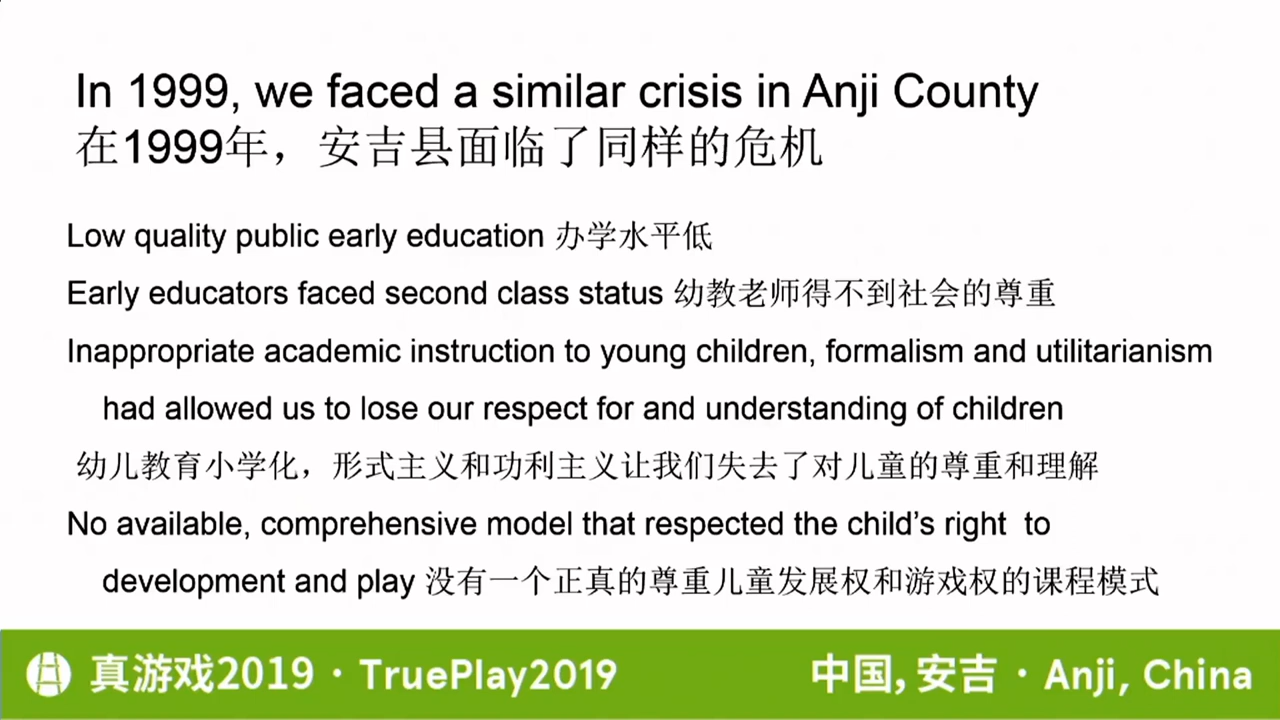 In 1999, we faced a similar crisis in Anji County
在1999年，安吉县面临了同样的危机
Low quality public early education 办学水平低
Early educators faced second class status 幼教老师得不到社会的尊重
Inappropriate academic instruction to young children, formalism and utilitarianism
had allowed us to lose our respect for and understanding of children
幼儿教育小学化，形式主义和功利主义让我们失去了对儿童的尊重和理解
No available, comprehensive model that respected the child’s right  to
development and play 没有一个正真的尊重儿童发展权和游戏权的课程模式
真游戏2019 · TruePlay2019
中国, 安吉 · Anji, China